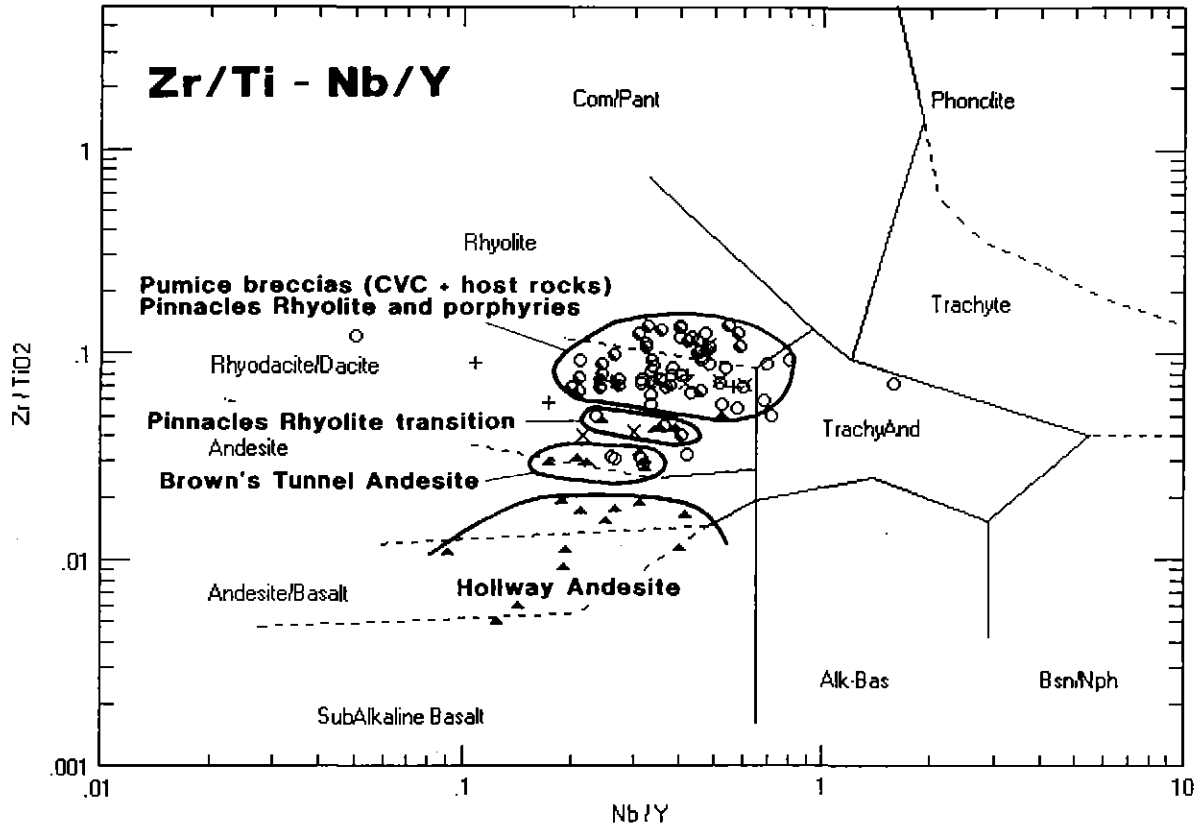 Zr/Ti - Nb/Y
Com/Pant
Phonolite
1
Rhyolite
Pumice breccias (CVC + host rocks)
Pinnacles Rhyolite and porphyries
Trachyte
.1
Rhyodacite/Dacite
Zr/TiO2
Pinnacles Rhyolite transition
TrachyAnd
Andesite
Brown's Tunnel Andesite
.01
Hollway Andesite
Andesite/Basalt
Alk-Bas
Bsn/Nph
SubAlkaline Basalt
.001
.01
.1
1
10
Nb/Y